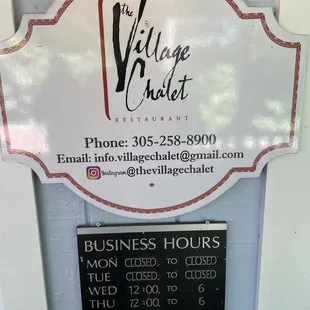 the
Village
Chalet
RESTAURANT
Phone: 305-258-8900
Email: info.villagechalet@gmail.com
Instagram @thevillagechalet
BUSINESS HOURS
MON CLOSED TO CLOSED
TUE CLOSED TO CLOSED
WED 12:00 TO 6
THU 12:00 TO 6